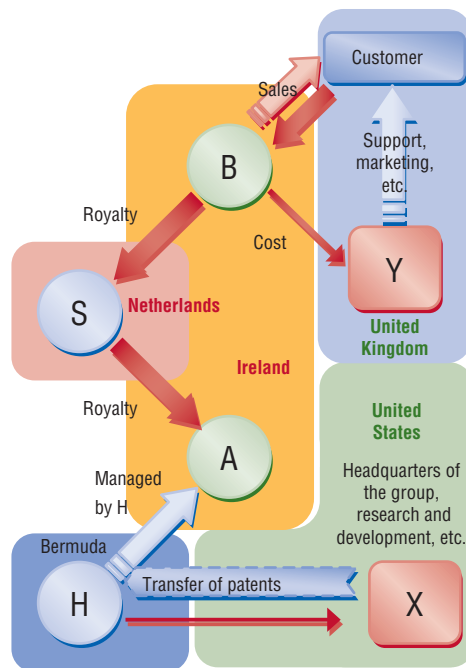 Customer
Sales
B
Support,
marketing,
etc.
Royalty
Cost
Y
S
Netherlands
United
Kingdom
Ireland
Royalty
United
States
A
Managed
by H
Headquarters of
the group,
research and
development, etc.
Bermuda
H
Transfer of patents
X